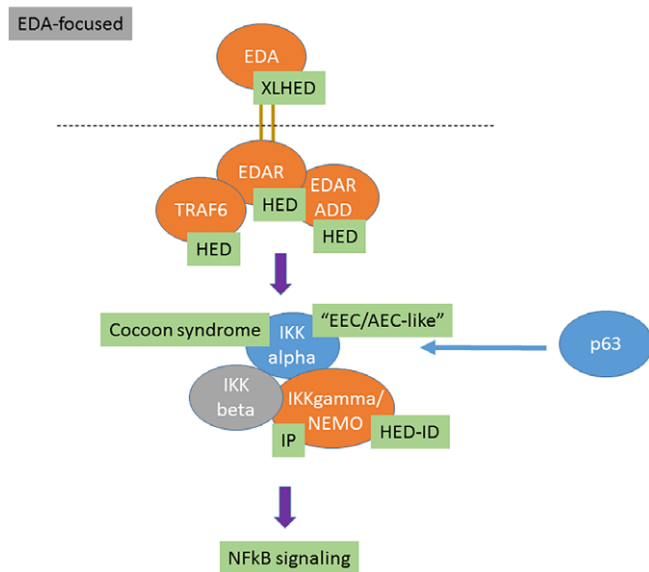 EDA-focused
EDA
XLHED
EDAR
EDAR
ADD
TRAF6
HED
HED
HED
Cocoon syndrome
IKK
alpha
“EEC/AEC-like”
p63
IKK
beta
IKKgamma/
NEMO
IP
HED-ID
NFkB signaling